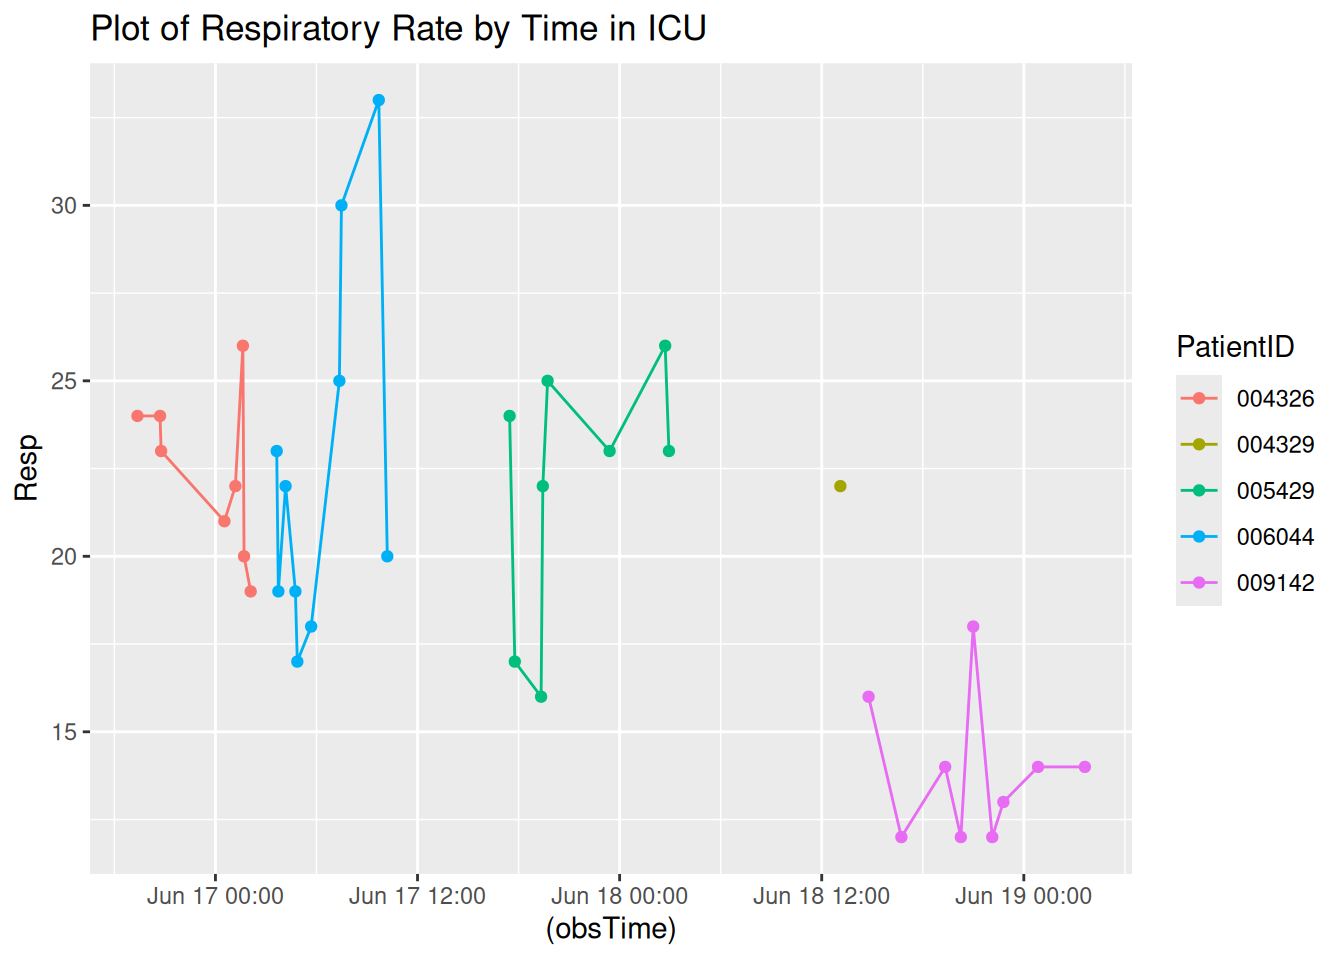 Plot of Respiratory Rate by Time in ICU
Resp
30
25
20
15
Jun 17 00:00 Jun 17 12:00 Jun 18 00:00 Jun 18 12:00 Jun 19 00:00
(obsTime)
PatientID
004326
004329
005429
006044
009142